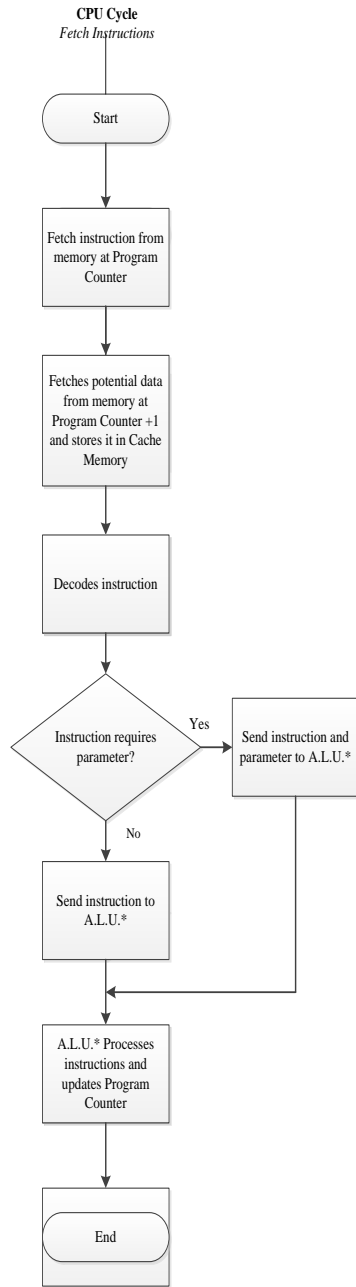 CPU Cycle
Fetch Instructions
Start
Fetch instruction from
memory at Program
Counter
Fetches potential data
from memory at
Program Counter +1
and stores it in Cache
Memory
Decodes instruction
Instruction requires
parameter?
Yes
Send instruction and
parameter to A.L.U.*
No
Send instruction to
A.L.U.*
A.L.U.* Processes
instructions and
updates Program
Counter
End